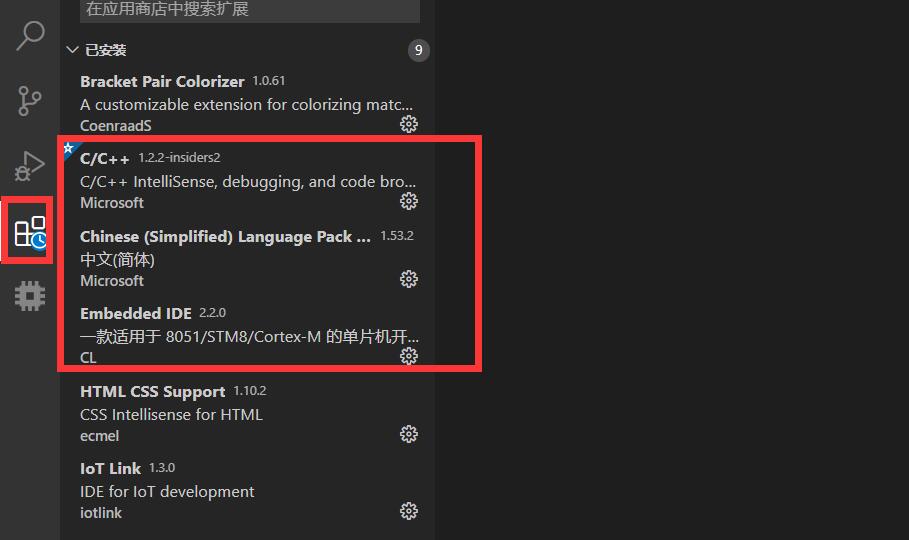 在应用商店中搜索扩展
已安装 9
Bracket Pair Colorizer 1.0.61
A customizable extension for colorizing matc...
CoenraadS
C/C++ 1.2.2-insiders2
C/C++ IntelliSense, debugging, and code bro...
Microsoft
Chinese (Simplified) Language Pack ... 1.53.2
中文(简体)
Microsoft
Embedded IDE 2.2.0
一款适用于 8051/STM8/Cortex-M 的单片机开...
CL
HTML CSS Support 1.10.2
CSS Intellisense for HTML
ecmel
IoT Link 1.3.0
IDE for IoT development
iotlink